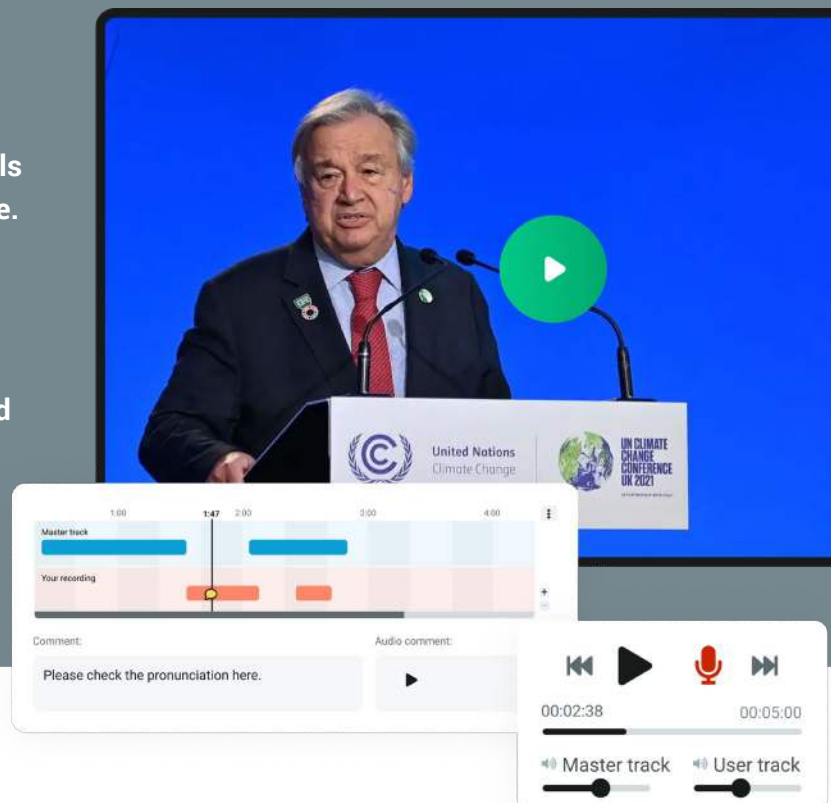 ls
e.
d
United Nations
Climate Change
UN CLIMATE
CHANGE
CONFERENCE
UK 2021
1:00 1:47 2:00 3:00 4:00
Master track
Your recording
Comment:
Audio comment:
Please check the pronunciation here.
00:02:38
00:05:00
Master track
User track